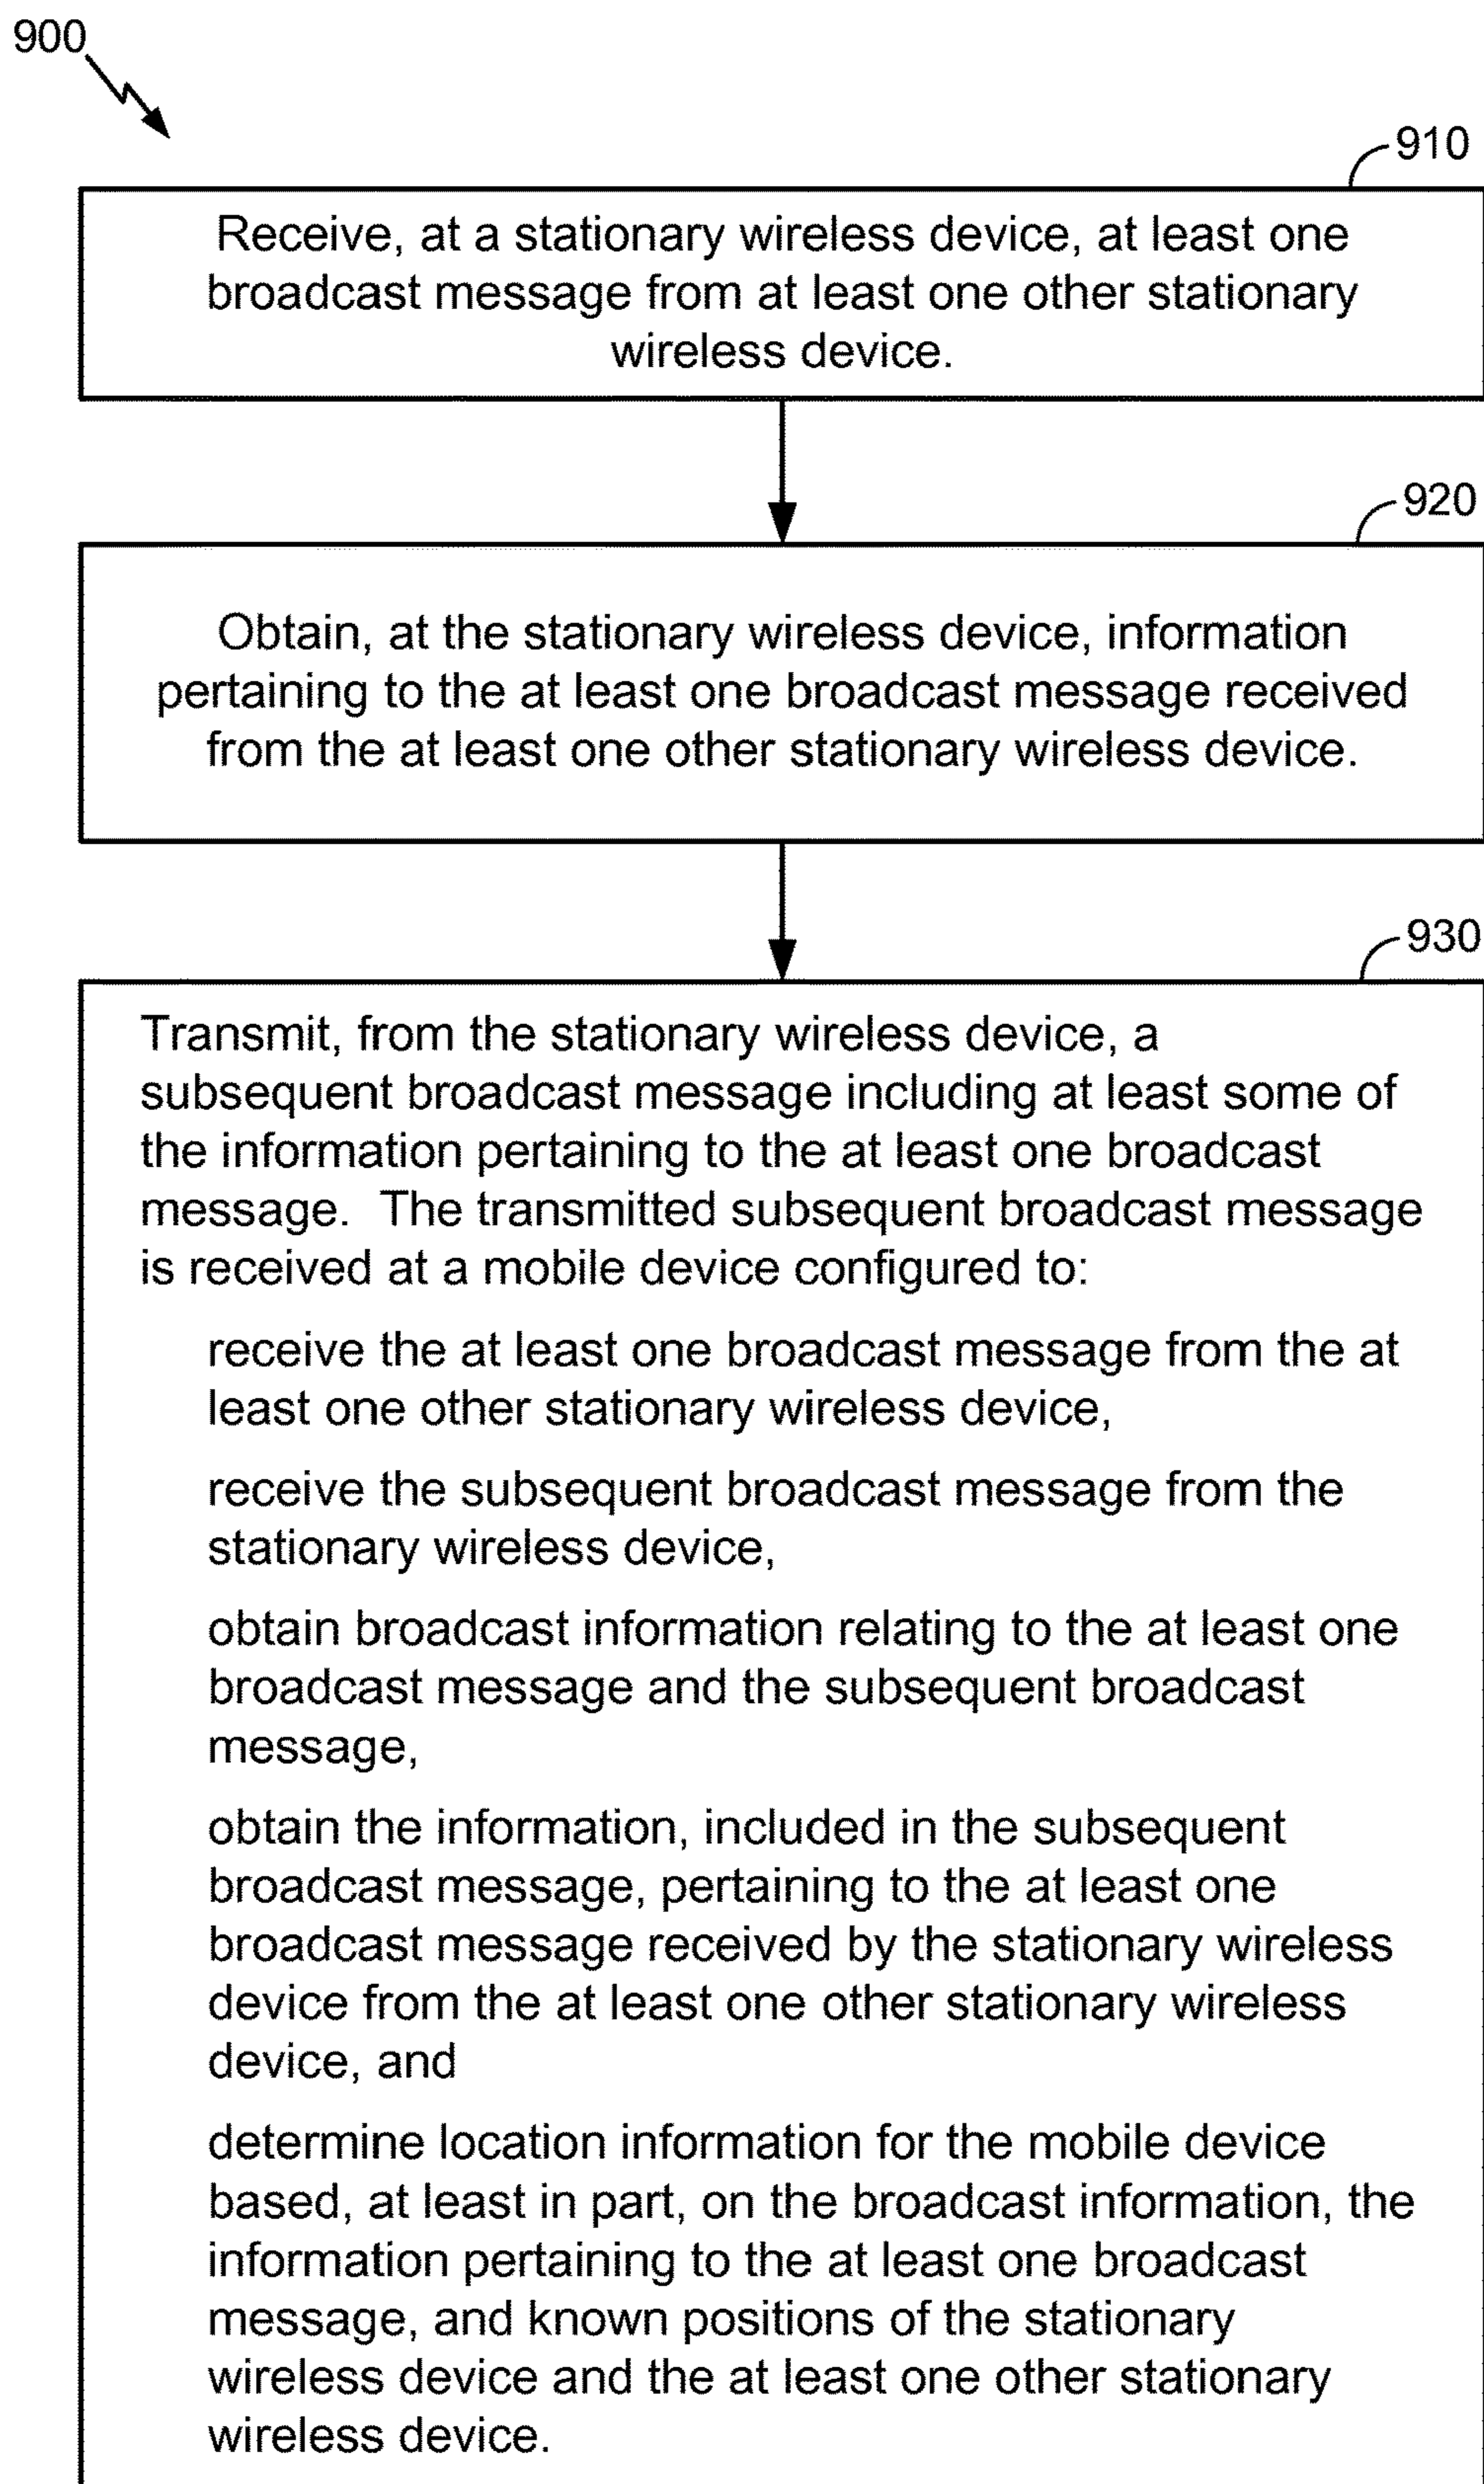 900
910
Receive, at a stationary wireless device, at least one
broadcast message from at least one other stationary
wireless device.
920
Obtain, at the stationary wireless device, information
pertaining to the at least one broadcast message received
from the at least one other stationary wireless device.
930
Transmit, from the stationary wireless device, a
subsequent broadcast message including at least some of
the information pertaining to the at least one broadcast
message. The transmitted subsequent broadcast message
is received at a mobile device configured to:
receive the at least one broadcast message from the at
least one other stationary wireless device,
receive the subsequent broadcast message from the
stationary wireless device,
obtain broadcast information relating to the at least one
broadcast message and the subsequent broadcast
message,
obtain the information, included in the subsequent
broadcast message, pertaining to the at least one
broadcast message received by the stationary wireless
device from the at least one other stationary wireless
device, and
determine location information for the mobile device
based, at least in part, on the broadcast information, the
information pertaining to the at least one broadcast
message, and known positions of the stationary
wireless device and the at least one other stationary
wireless device.